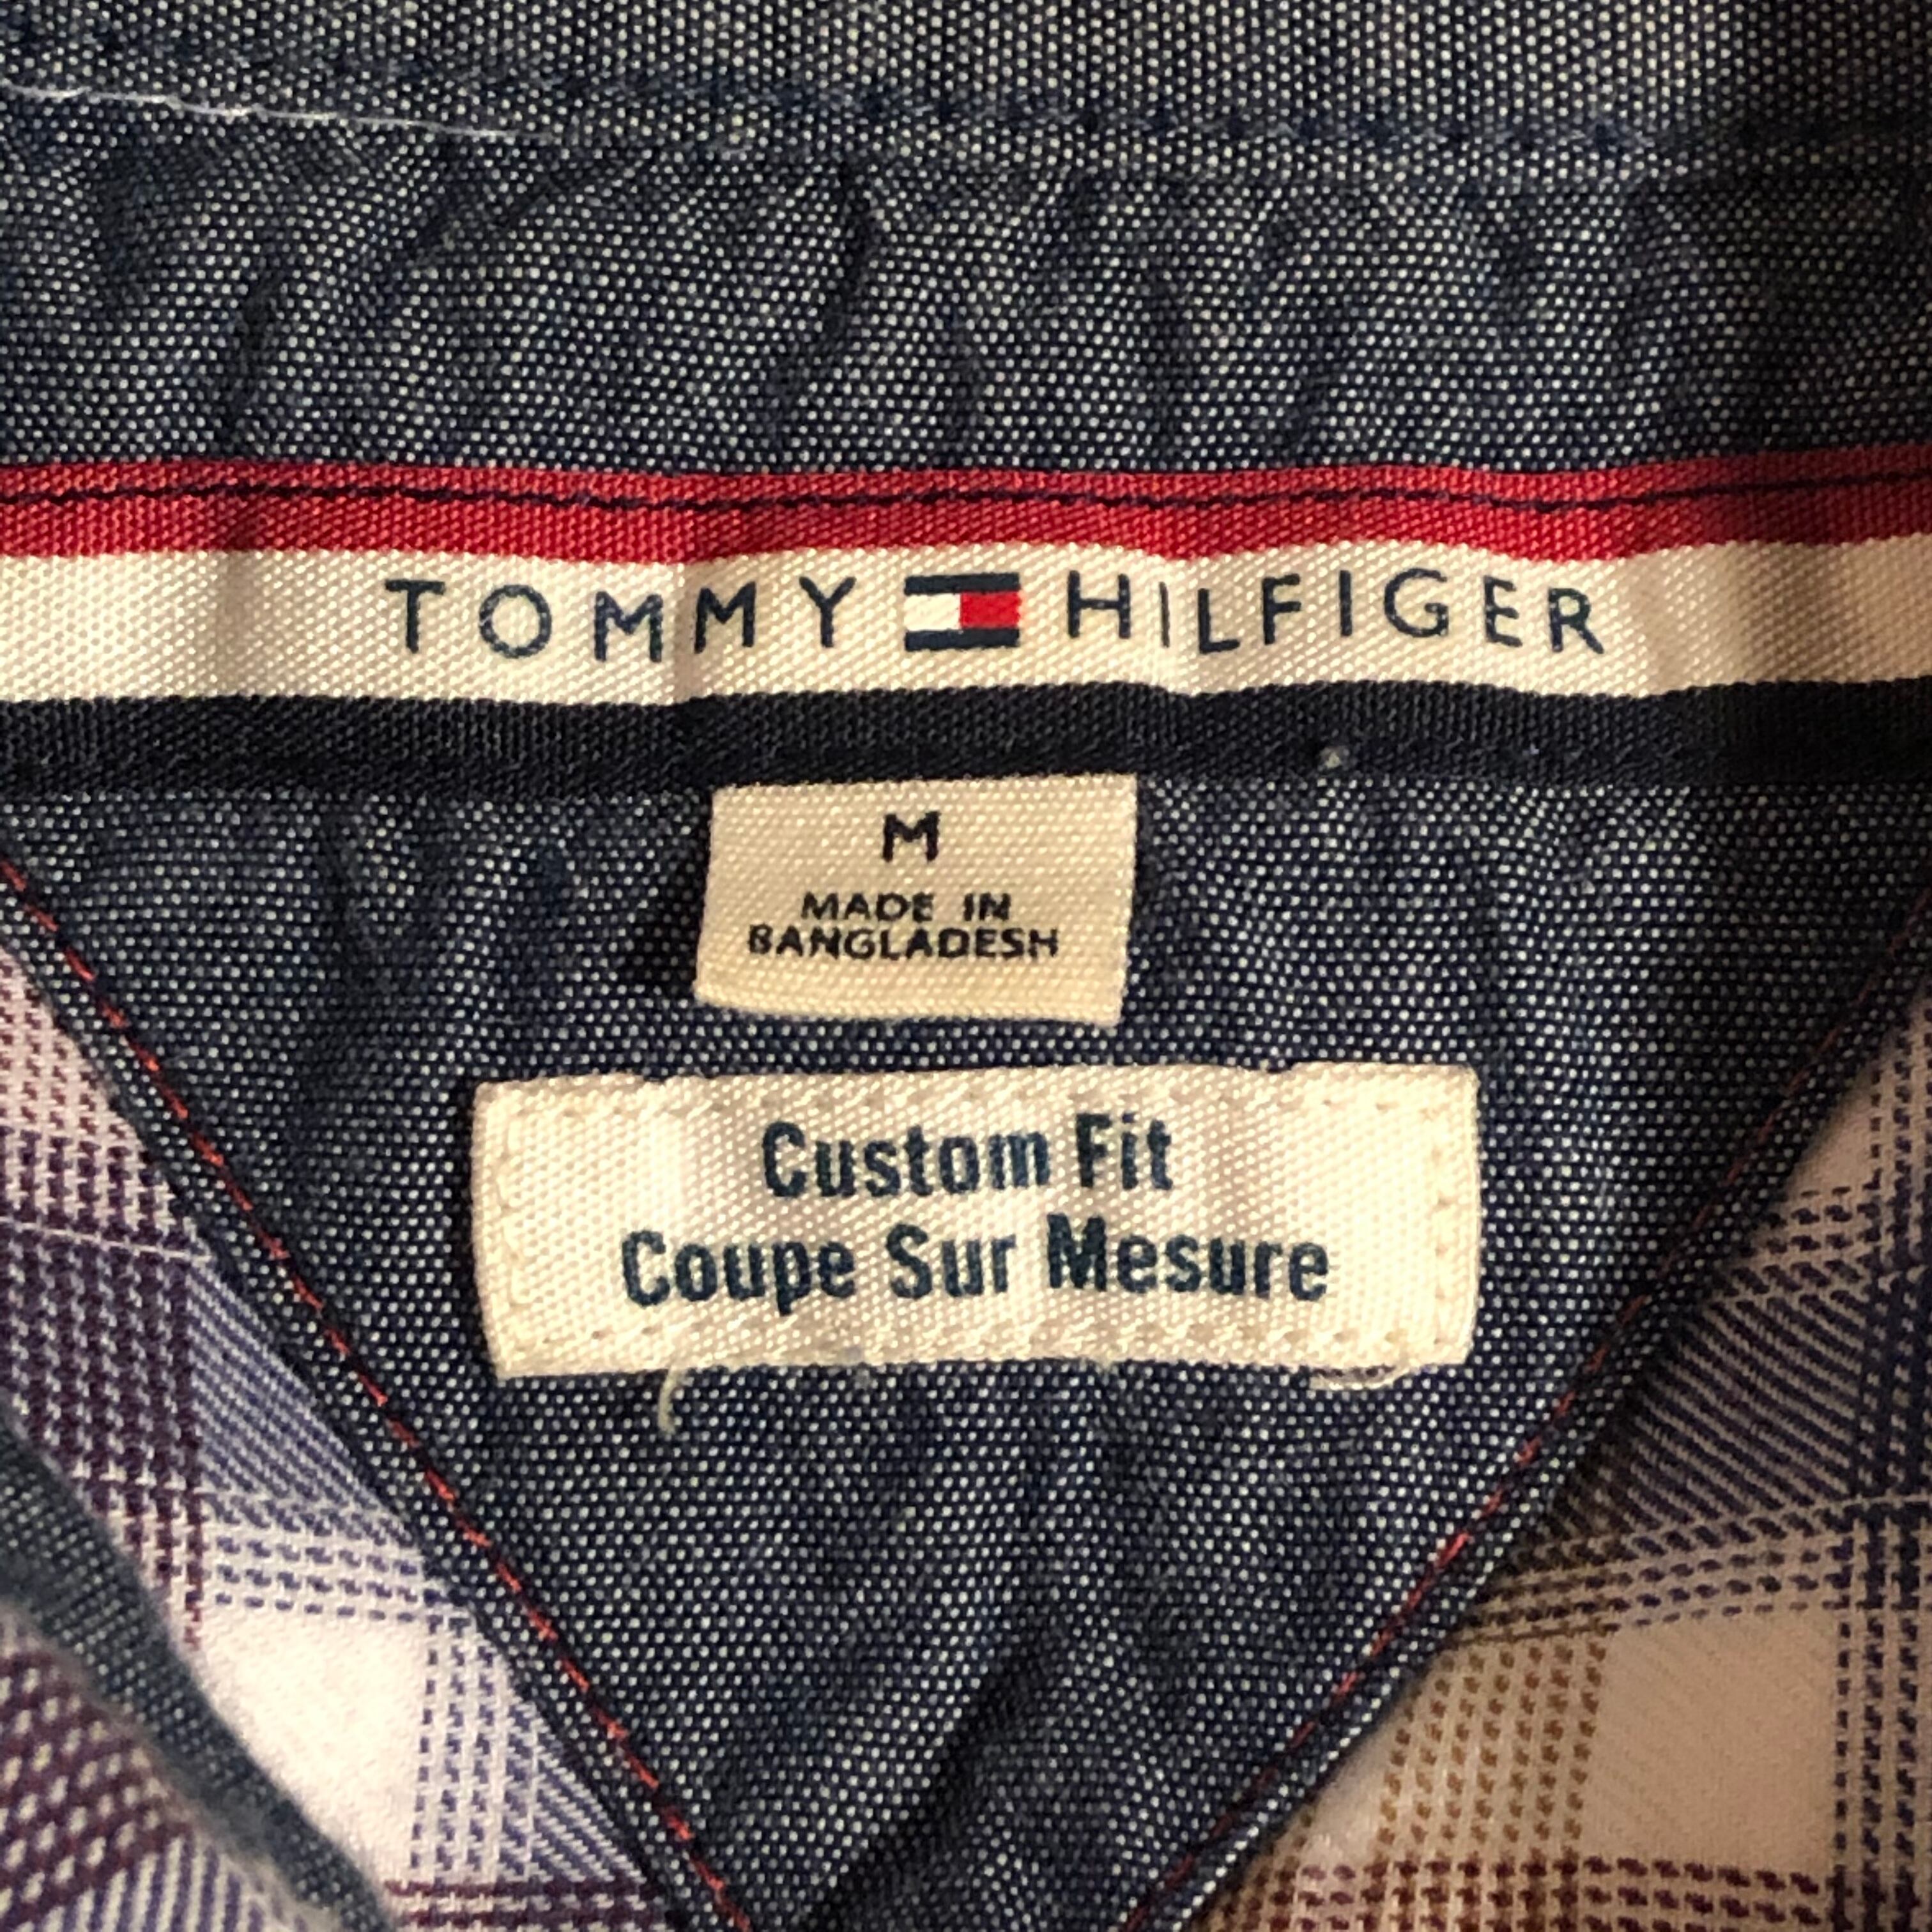 TOMMY HILFIGER
M
MADE IN
BANGLADESH
Custom Fit
Coupe Sur Mesure